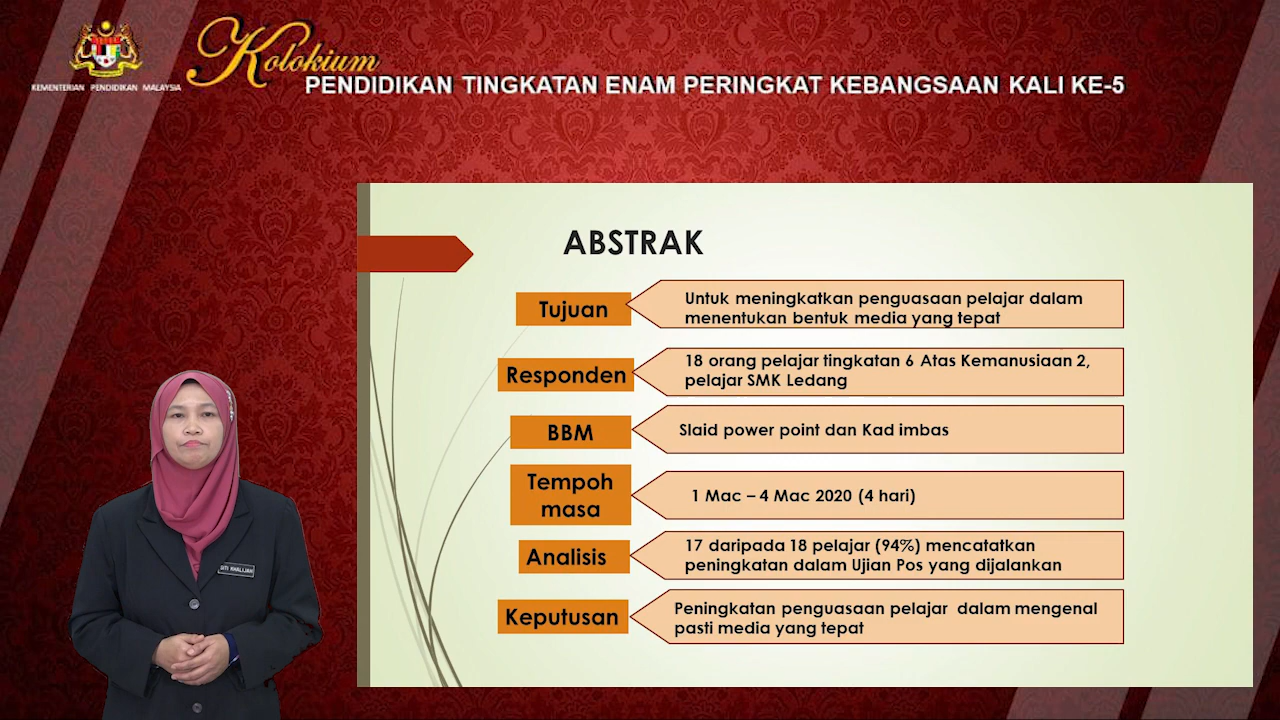 Kolokium
KEMENTERIAN PENDIDIKAN MALAYSIA
PENDIDIKAN TINGKATAN ENAM PERINGKAT KEBANGSAAN KALI KE-5
ABSTRAK
Tujuan
Untuk meningkatkan penguasaan pelajar dalam
menentukan bentuk media yang tepat
Responden
18 orang pelajar tingkatan 6 Atas Kemanusiaan 2,
pelajar SMK Ledang
BBM
Slaid power point dan Kad imbas
Tempoh
masa
1 Mac – 4 Mac 2020 (4 hari)
Analisis
17 daripada 18 pelajar (94%) mencatatkan
peningkatan dalam Ujian Pos yang dijalankan
Keputusan
Peningkatan penguasaan pelajar dalam mengenal
pasti media yang tepat
SITI KHALIJAH